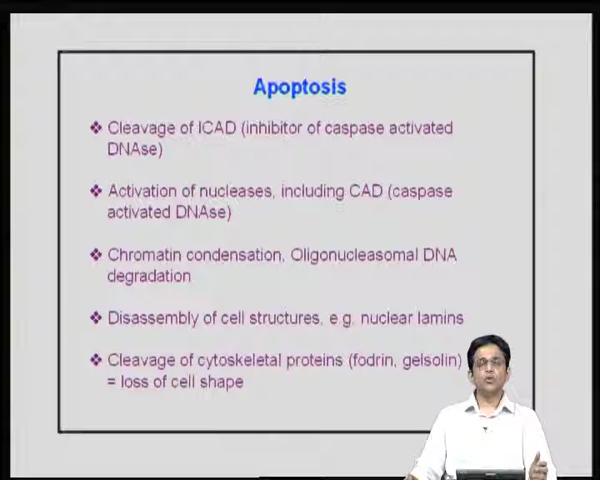 Apoptosis
❖ Cleavage of ICAD (inhibitor of caspase activated
DNAse)
❖ Activation of nucleases, including CAD (caspase
activated DNAse)
❖ Chromatin condensation, Oligonucleasomal DNA
degradation
❖ Disassembly of cell structures, e g, nuclear lamins
❖ Cleavage of cytoskeletal proteins (fodrin, gelsolin)
= loss of cell shape